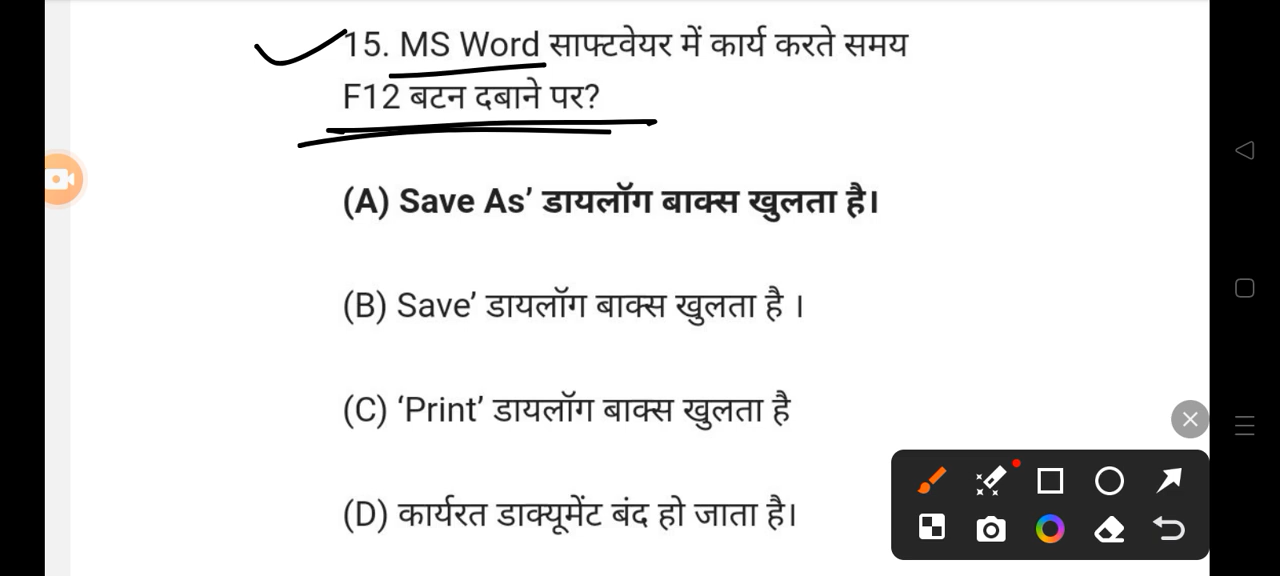 15. MS Word साफ्टवेयर में कार्य करते समय
F12 बटन दबाने पर?
(A) Save As’ डायलॉग बाक्स खुलता है।
(B) Save’ डायलॉग बाक्स खुलता है ।
(C) ‘Print’ डायलॉग बाक्स खुलता है
(D) कार्यरत डाक्यूमेंट बंद हो जाता है।